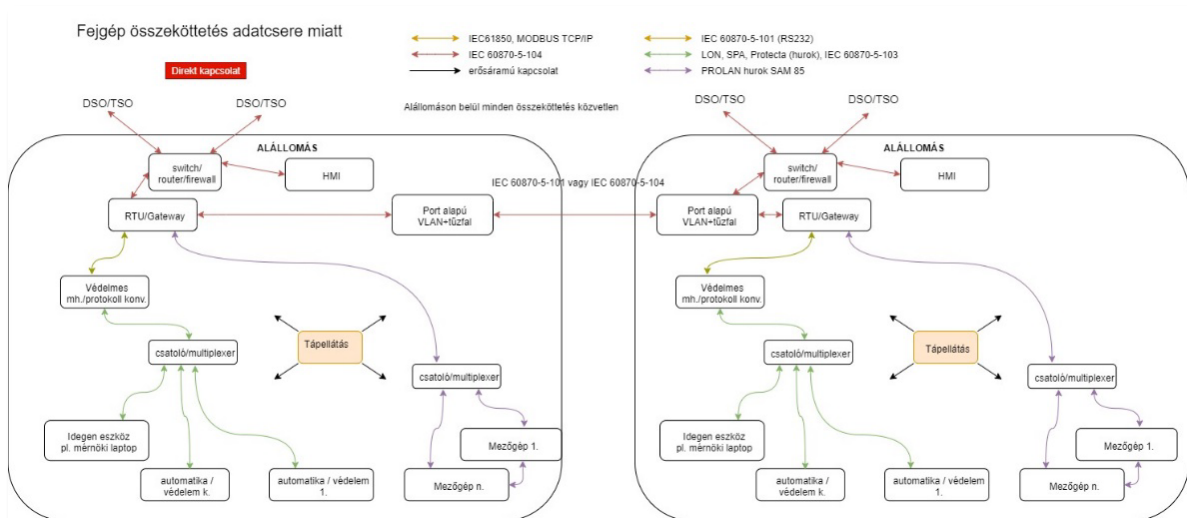 Fejgép összeköttetés adatcsere miatt
IEC61850, MODBUS TCP/IP
IEC 60870-5-104
erősáramú kapcsolat
IEC 60870-5-101 (RS232)
LON, SPA, Protecta (hurok), IEC 60870-5-103
PROLAN hurok SAM 85
Direkt kapcsolat
Alállomáson belül minden összeköttetés közvetlen
DSO/TSO
DSO/TSO
ALÁLLOMÁS
switch/
router/firewall
HMI
RTU/Gateway
Port alapú
VLAN+tűzfal
Védelmes
mh./protokoll konv.
csatoló/multiplexer
Tápellátás
csatoló/multiplexer
Idegen eszköz
pl. mérnöki laptop
automatika /
védelem k.
automatika / védelem
1.
Mezőgép 1.
Mezőgép n.
IEC 60870-5-101 vagy IEC 60870-5-104
DSO/TSO
DSO/TSO
ALÁLLOMÁS
switch/
router/firewall
HMI
Port alapú
VLAN+tűzfal
RTU/Gateway
Védelmes
mh./protokoll konv.
csatoló/multiplexer
Tápellátás
csatoló/multiplexer
Idegen eszköz
pl. mérnöki laptop
automatika /
védelem k.
automatika / védelem
1.
Mezőgép 1.
Mezőgép n.